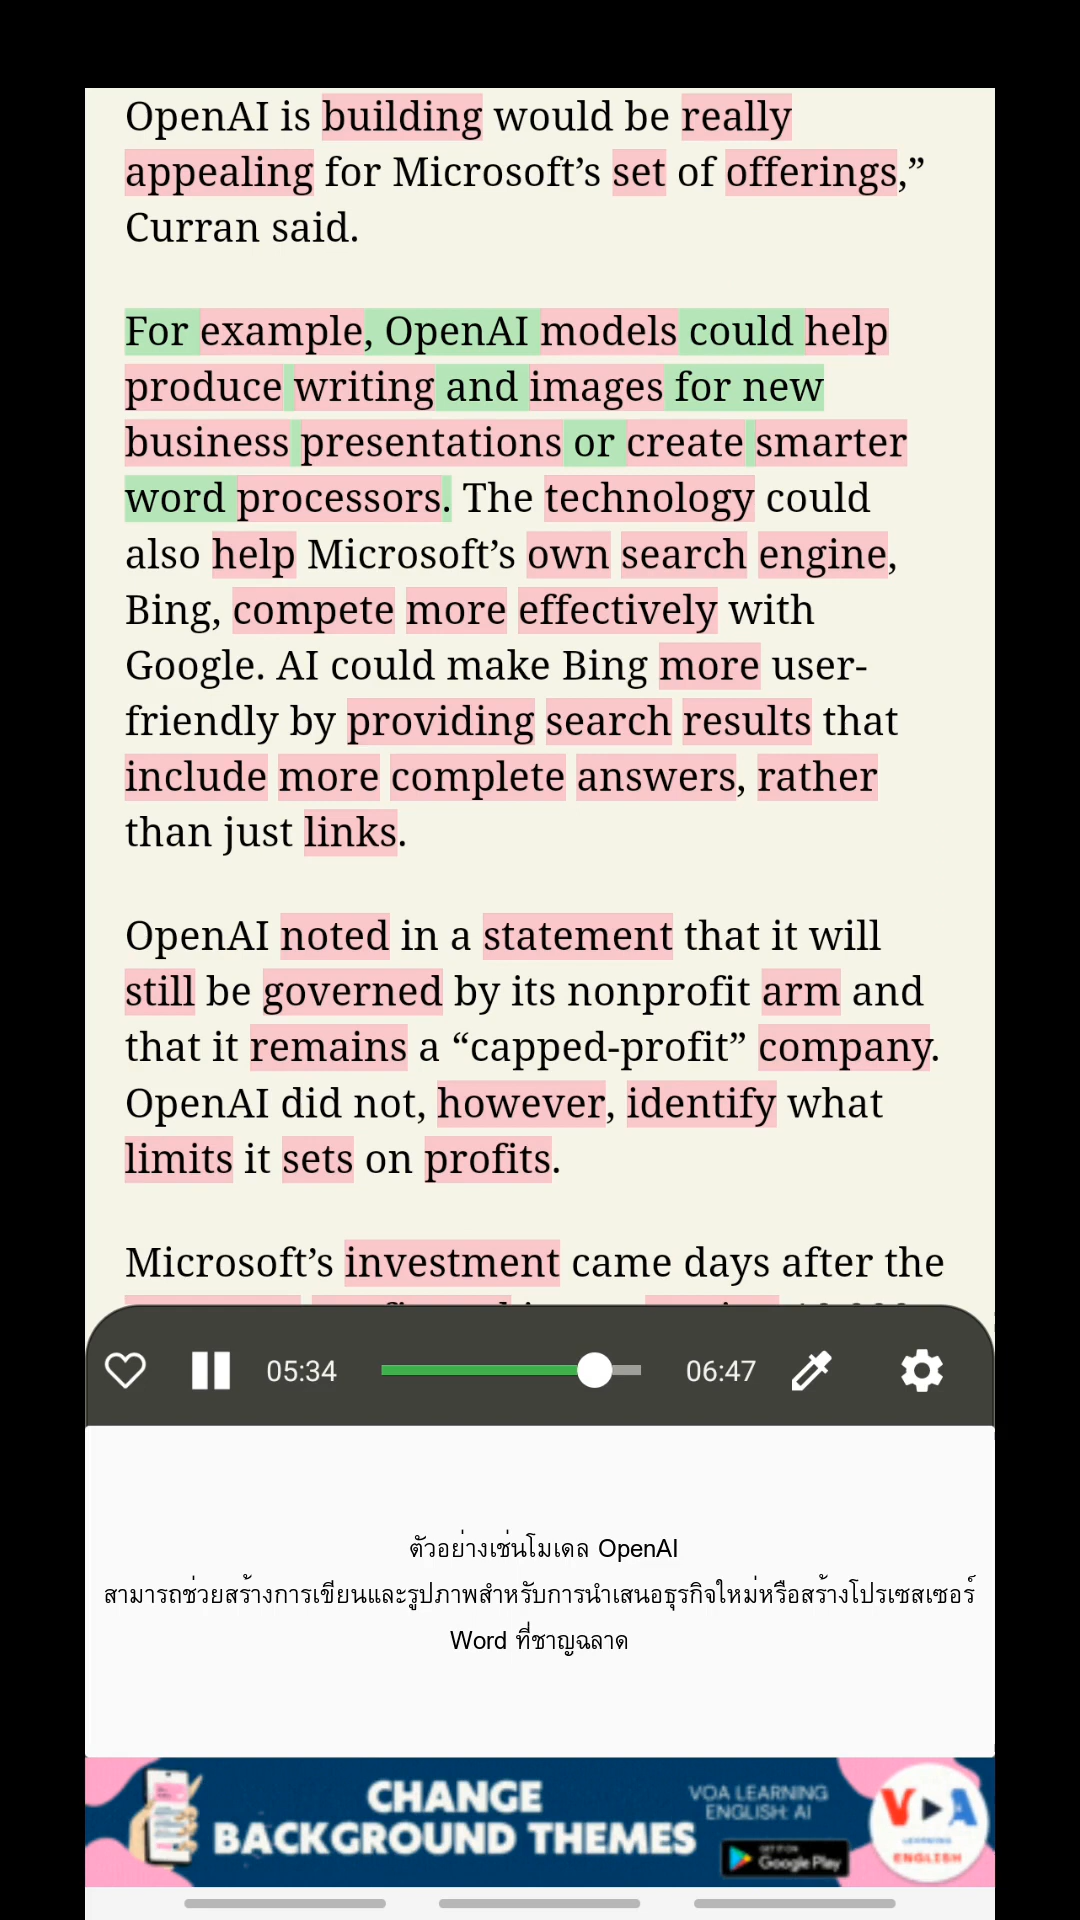 OpenAI is building would be really
appealing for Microsoft’s set of offerings,”
Curran said.
For example, OpenAI models could help
produce writing and images for new
business presentations or create smarter
word processors. The technology could
also help Microsoft’s own search engine,
Bing, compete more effectively with
Google. AI could make Bing more user-
friendly by providing search results that
include more complete answers, rather
than just links.
OpenAI noted in a statement that it will
still be governed by its nonprofit arm and
that it remains a “capped-profit” company.
OpenAI did not, however, identify what
limits it sets on profits.
Microsoft’s investment came days after the
05:34 06:47
ตัวอย่างเช่นโมเดล OpenAI
สามารถช่วยสร้างการเขียนและรูปภาพสำหรับการนำเสนอธุรกิจใหม่หรือสร้างโปรเซสเซอร์
Word ที่ชาญฉลาด
CHANGE
BACKGROUND THEMES
VOA LEARNING
ENGLISH: AI
GET IT ON
Google Play
VOA
LEARNING
ENGLISH